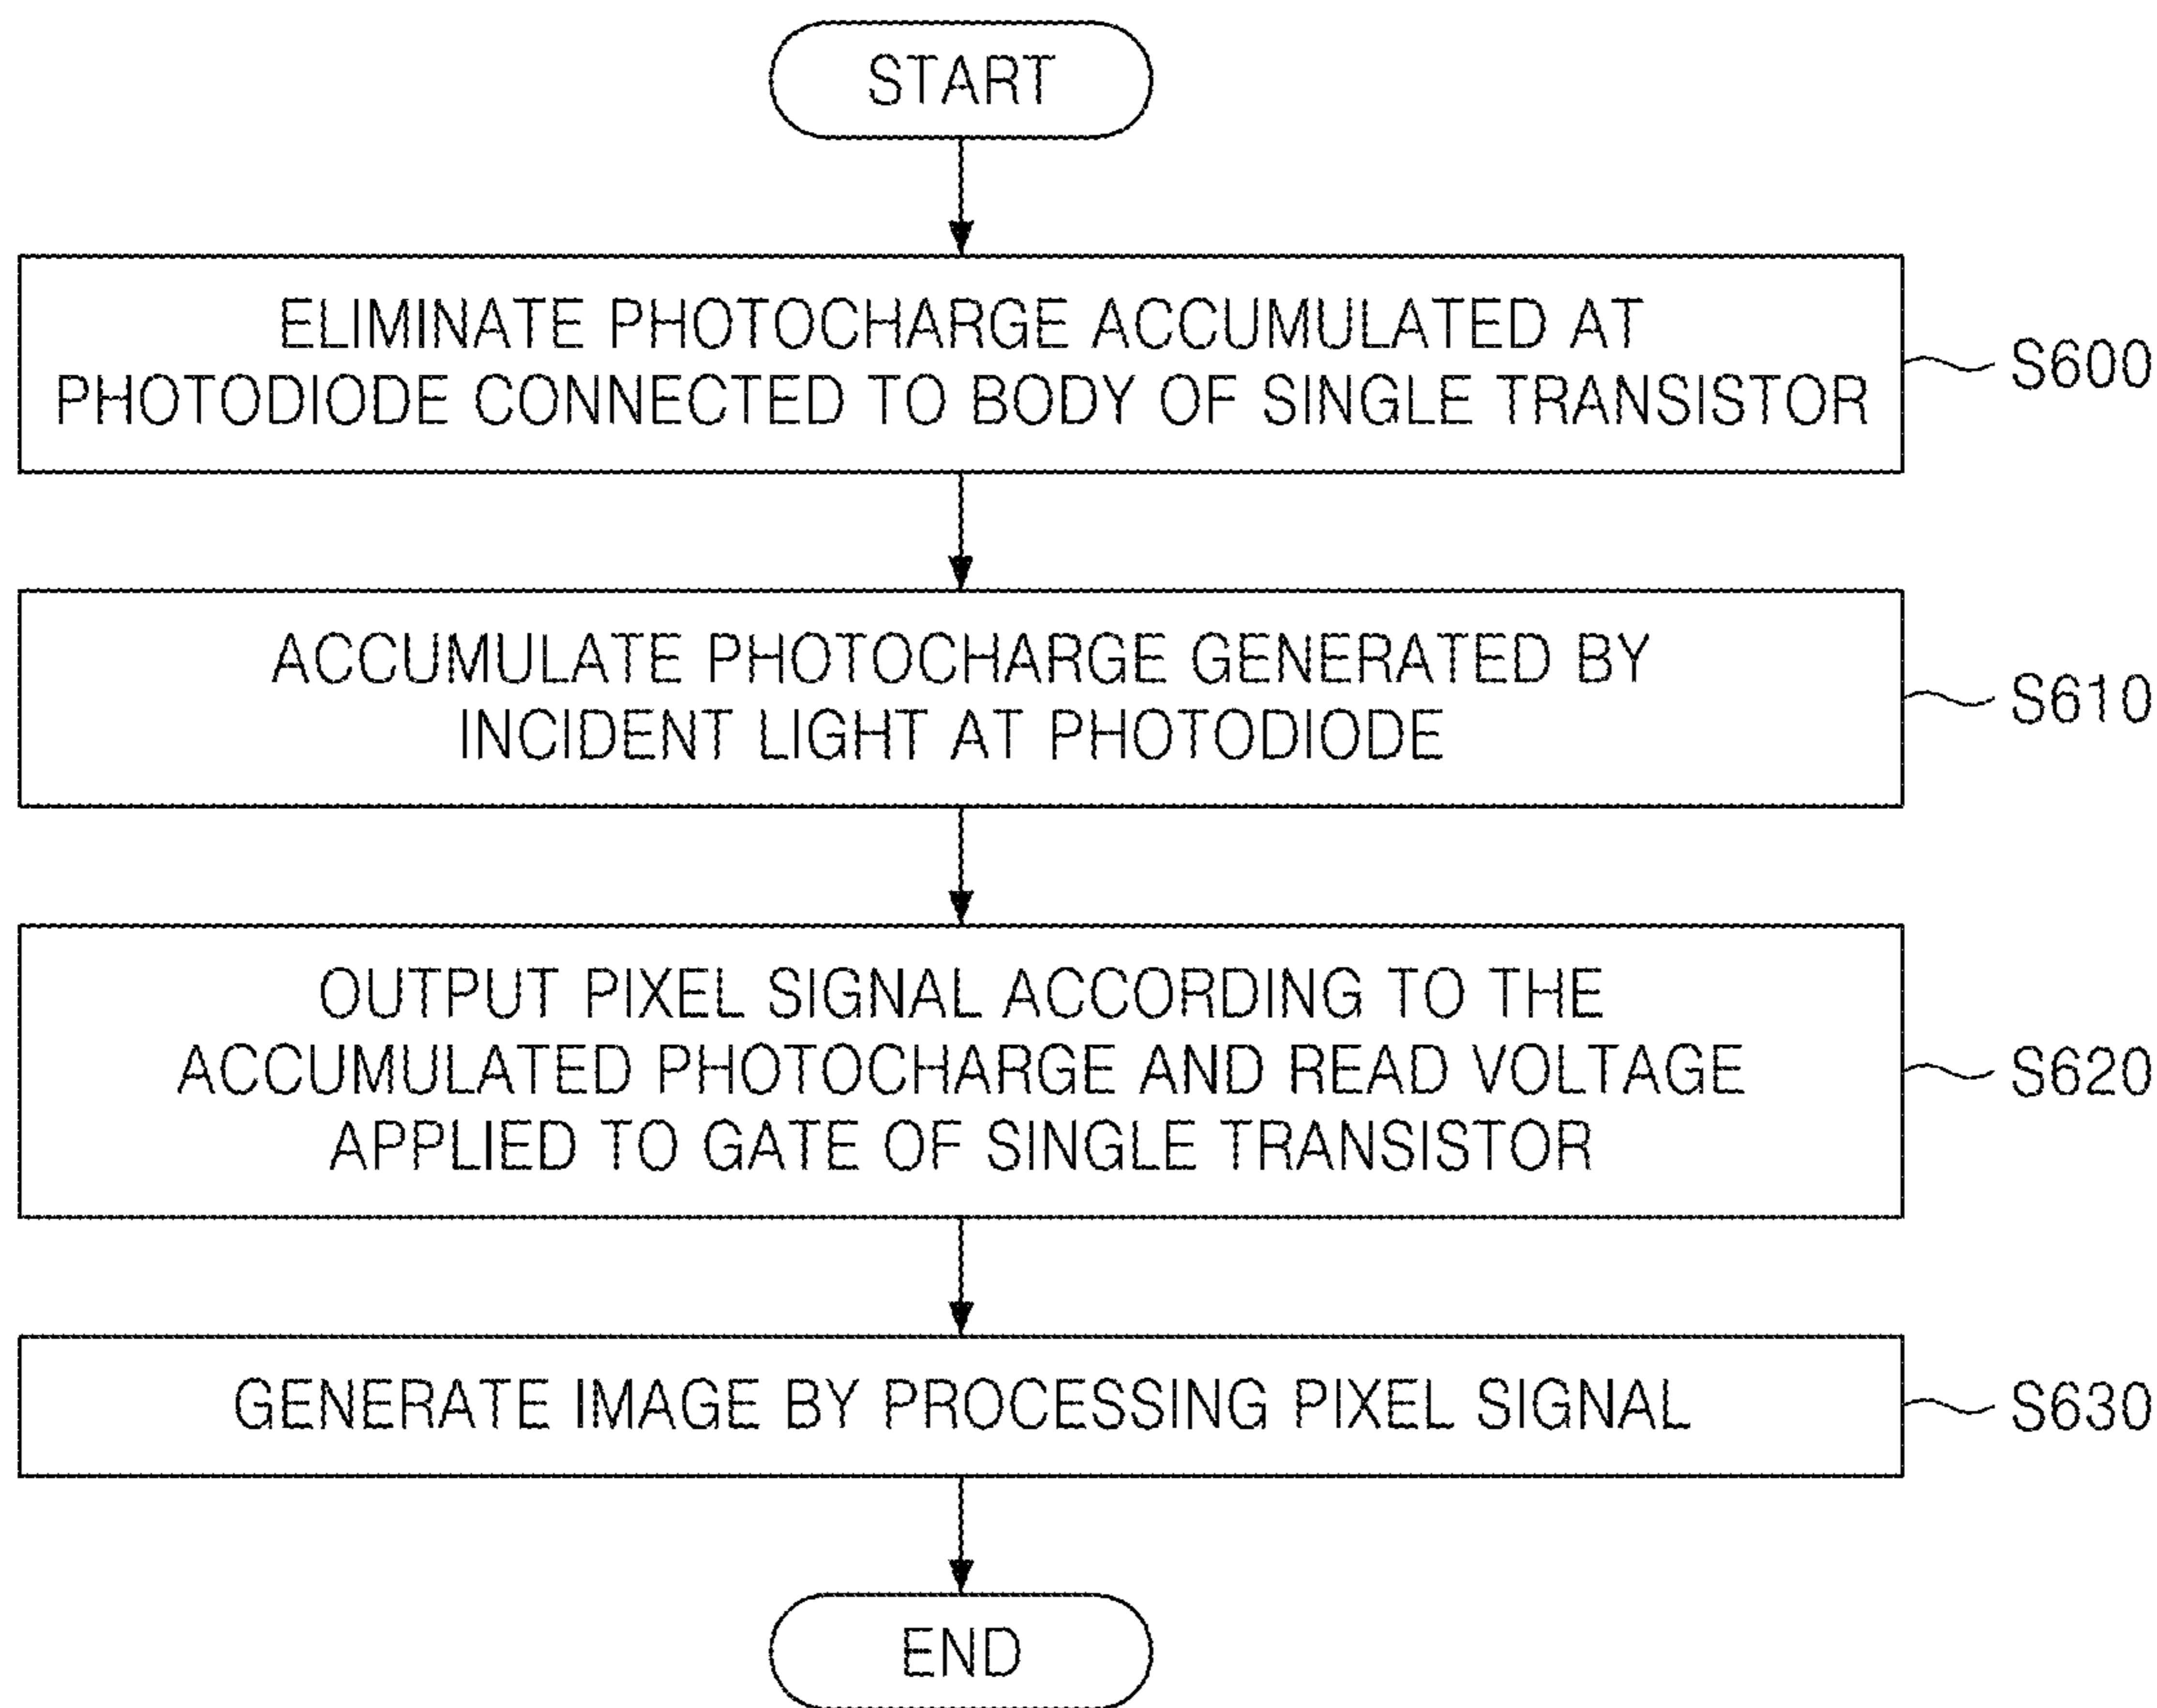 START
ELIMINATE PHOTOCHARGE ACCUMULATED AT
PHOTODIODE CONNECTED TO BODY OF SINGLE TRANSISTOR
S600
ACCUMULATE PHOTOCHARGE GENERATED BY
INCIDENT LIGHT AT PHOTODIODE
S610
OUTPUT PIXEL SIGNAL ACCORDING TO THE
ACCUMULATED PHOTOCHARGE AND READ VOLTAGE
APPLIED TO GATE OF SINGLE TRANSISTOR
S620
GENERATE IMAGE BY PROCESSING PIXEL SIGNAL
S630
END